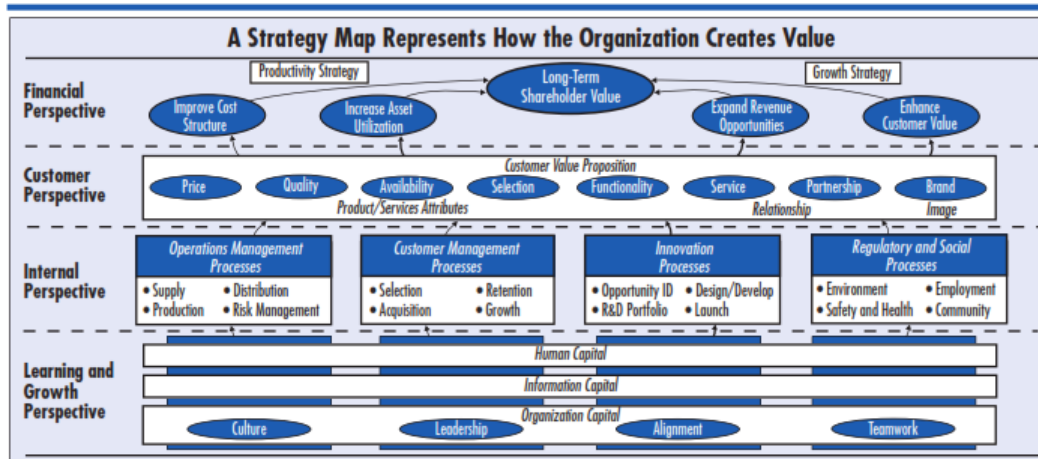 A Strategy Map Represents How the Organization Creates Value
Financial
Perspective
Productivity Strategy
Growth Strategy
Long-Term
Shareholder Value
Improve Cost
Structure
Increase Asset
Utilization
Expand Revenue
Opportunities
Enhance
Customer Value
Customer
Perspective
Customer Value Proposition
Price
Quality
Availability
Selection
Functionality
Service
Partnership
Brand
Product/Services Attributes
Relationship
Image
Internal
Perspective
Operations Management
Processes
• Supply • Distribution
• Production • Risk Management
Customer Management
Processes
• Selection • Retention
• Acquisition • Growth
Innovation
Processes
• Opportunity ID • Design/Develop
• R&D Portfolio • Launch
Regulatory and Social
Processes
• Environment • Employment
• Safety and Health • Community
Learning and
Growth
Perspective
Human Capital
Information Capital
Organization Capital
Culture
Leadership
Alignment
Teamwork